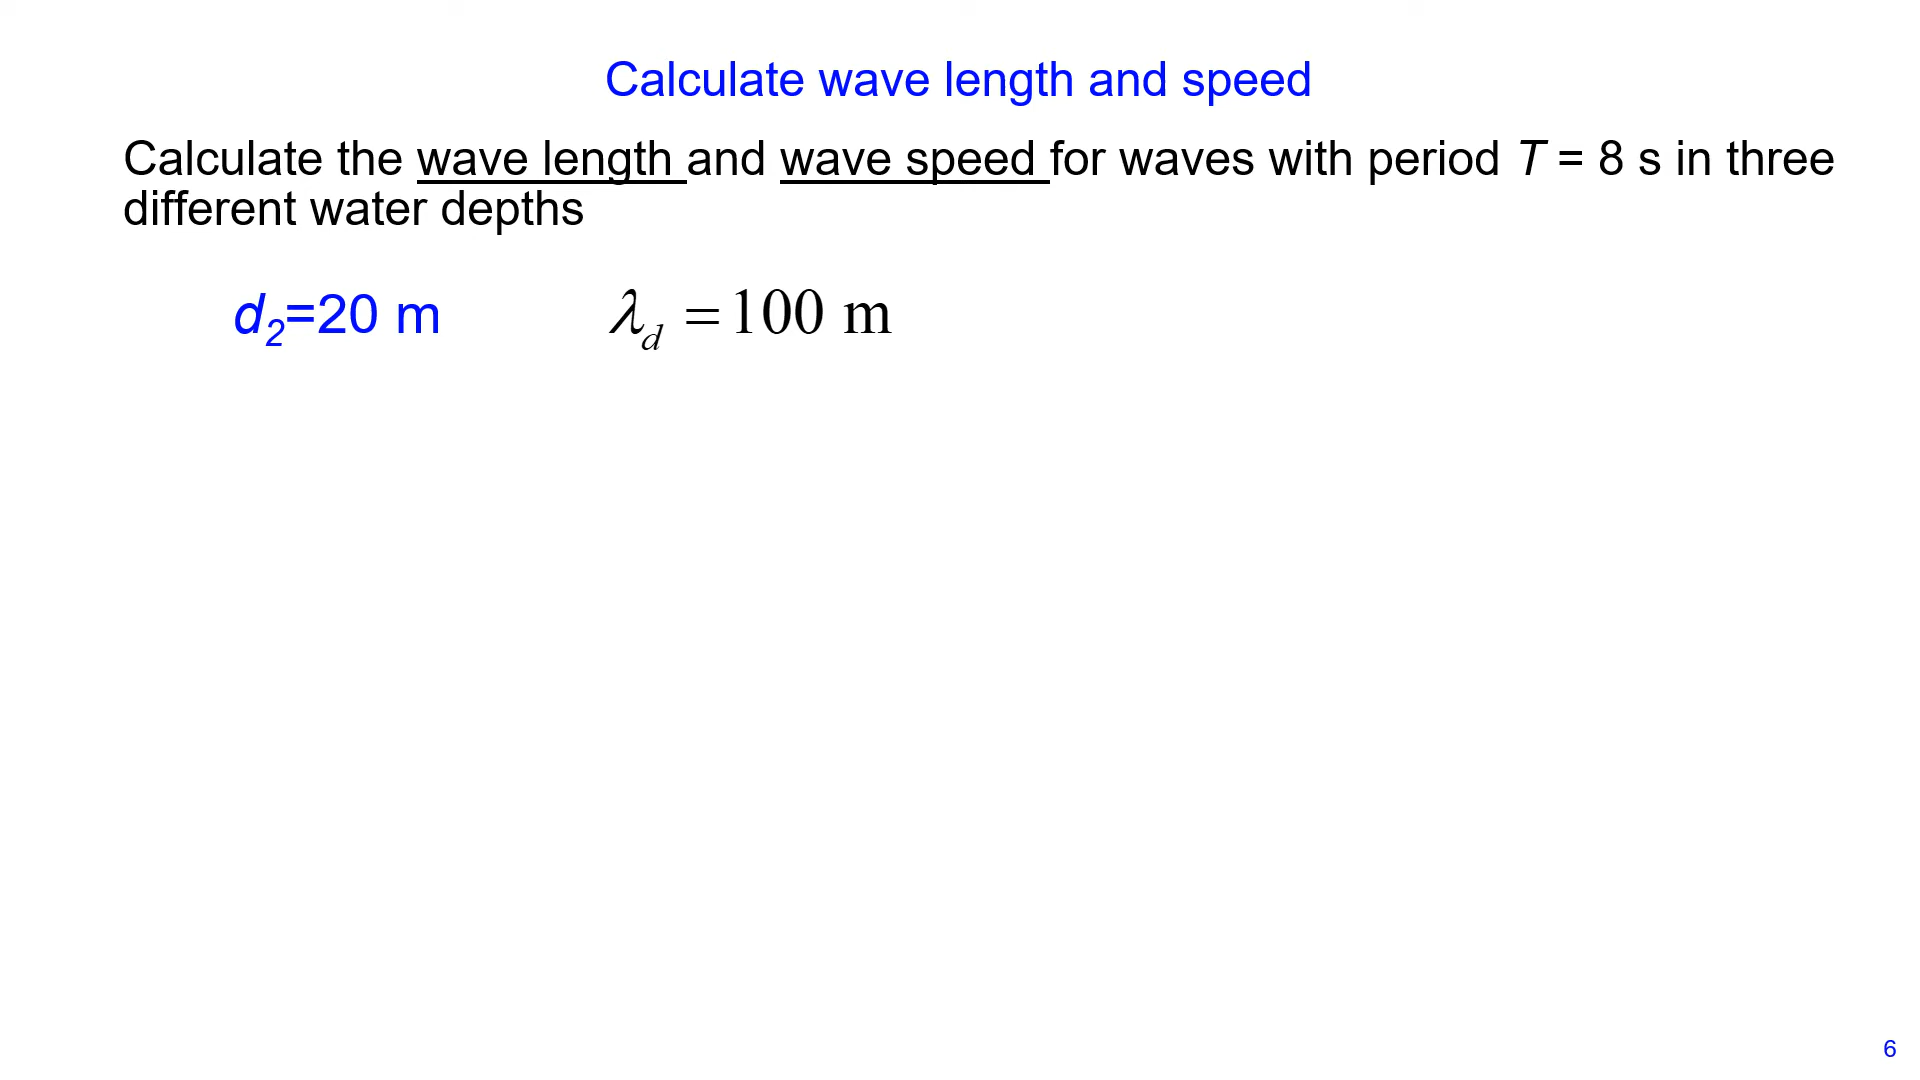 Calculate wave length and speed
Calculate the wave length and wave speed for waves with period T = 8 s in three
different water depths
d2=20 m λd = 100 m
6